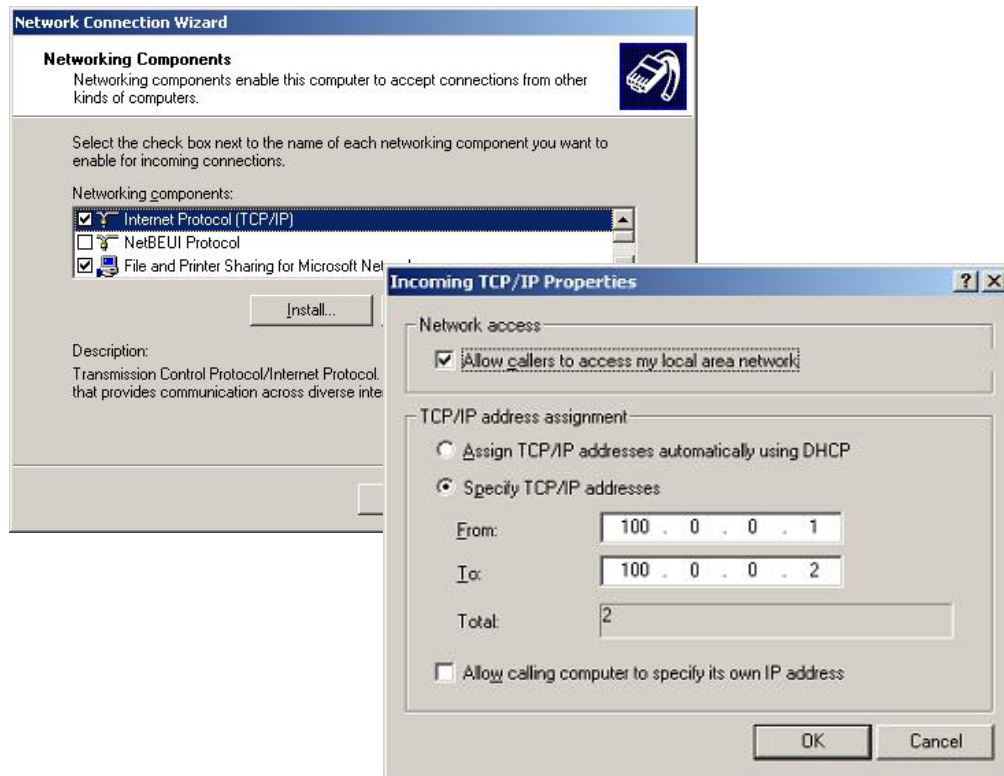 Network Connection Wizard
Networking Components
Networking components enable this computer to accept connections from other
kinds of computers.
Select the check box next to the name of each networking component you want to
enable for incoming connections.
Networking components:
Internet Protocol (TCP/IP)
NetBEUI Protocol
File and Printer Sharing for Microsoft
Install...
Description:
Transmission Control Protocol/Internet Protocol.
that provides communication across diverse
Incoming TCP/IP Properties
Network access
Allow callers to access my local area network
TCP/IP address assignment
Assign TCP/IP addresses automatically using DHCP
Specify TCP/IP addresses
From: 100 . 0 . 0 . 1
To: 100 . 0 . 0 . 2
Total: 2
Allow calling computer to specify its own IP address
OK Cancel